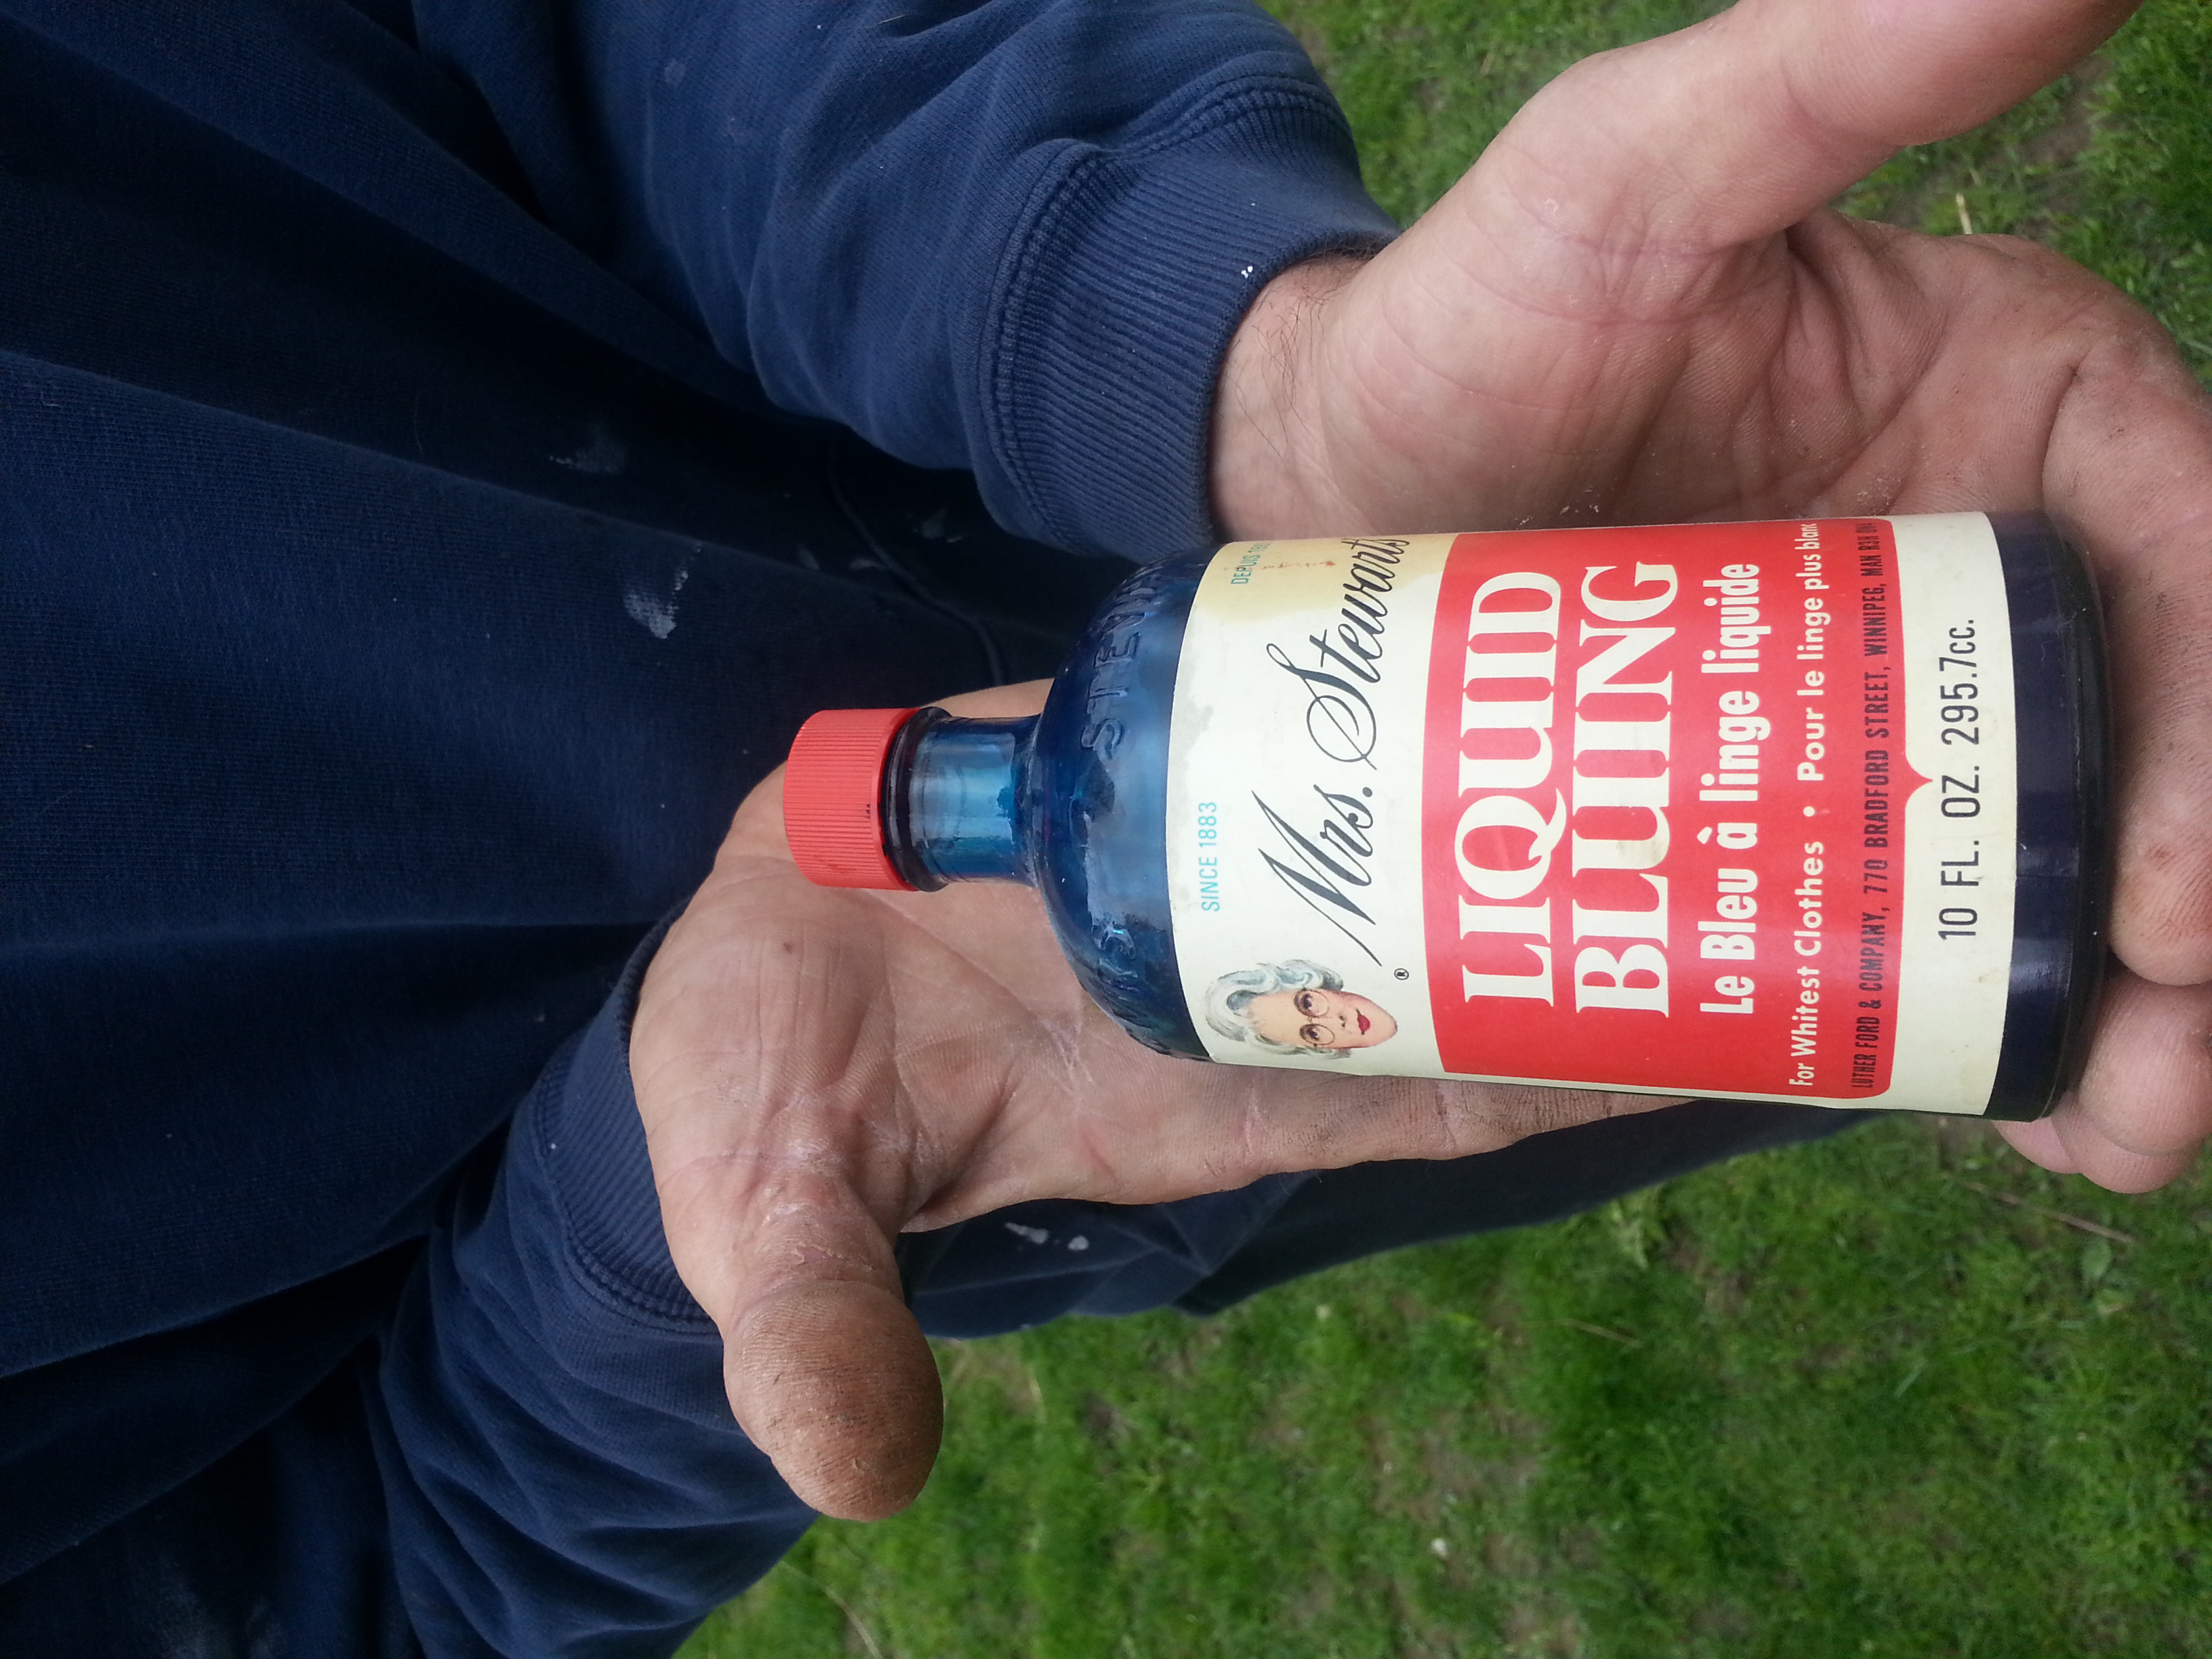 SINCE 1883 DEPUIS
Mrs. Stewart's
®
LIQUID
BLUING
Le Bleu à linge liquide
For Whitest Clothes • Pour le linge plus blanc
LUTHER FORD & COMPANY, 770 BRADFORD STREET, WINNIPEG, MAN
10 FL. OZ. 295.7cc.